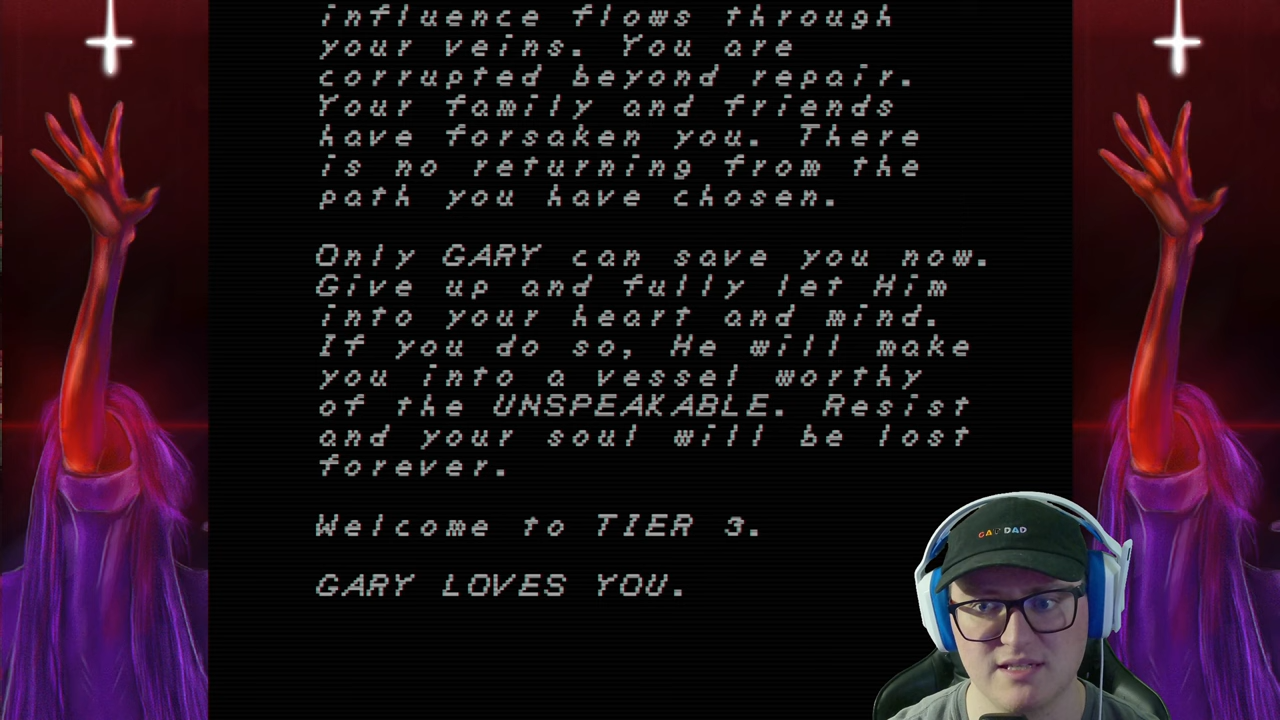 influence flows through
your veins. You are
corrupted beyond repair.
Your family and friends
have forsaken you. There
is no returning from the
path you have chosen.
Only GARY can save you now.
Give up and fully let Him
into your heart and mind.
If you do so, He will make
you into a vessel worthy
of the UNSPEAKABLE. Resist
and your soul will be lost
forever.
Welcome to TIER 3.
GARY LOVES YOU.
CAT DAD